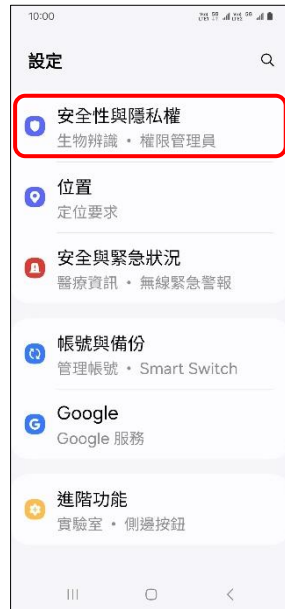 10:00
設定
安全性與隱私權
生物辨識 • 權限管理員
位置
定位要求
安全與緊急狀況
醫療資訊 • 無線緊急警報
帳號與備份
管理帳號 • Smart Switch
Google
Google 服務
進階功能
實驗室 • 側邊按鈕